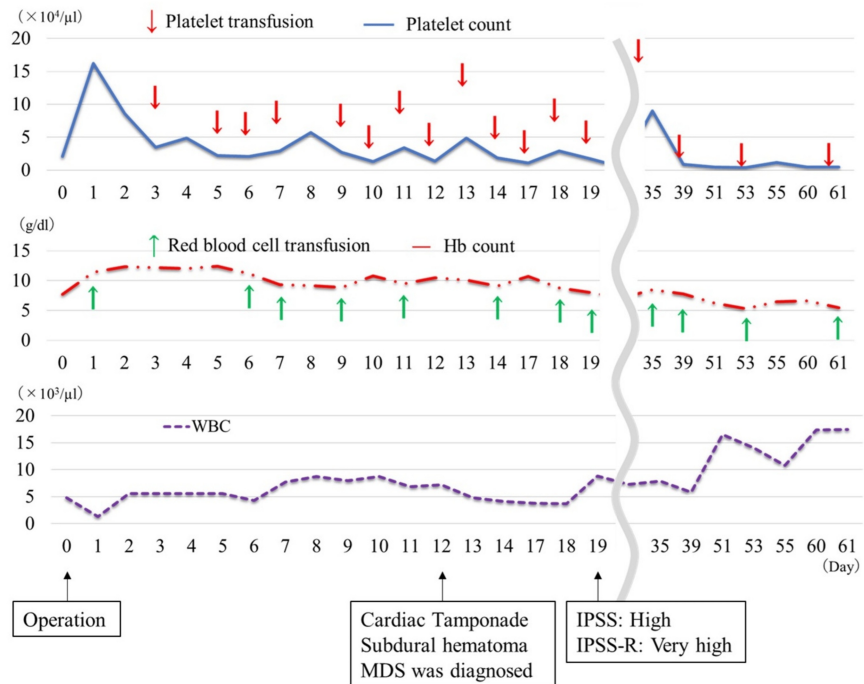 (×10⁴/μl)
↓ Platelet transfusion — Platelet count
20
15
10
5
0
0 1 2 3 4 5 6 7 8 9 10 11 12 13 14 17 18 19 35 39 51 53 55 60 61
(g/dl)
↑ Red blood cell transfusion — Hb count
15
10
5
0
0 1 2 3 4 5 6 7 8 9 10 11 12 13 14 17 18 19 35 39 51 53 55 60 61
(×10³/μl)
20
WBC
15
10
5
0
0 1 2 3 4 5 6 7 8 9 10 11 12 13 14 17 18 19 35 39 51 53 55 60 61
(Day)
Operation
Cardiac Tamponade
Subdural hematoma
MDS was diagnosed
IPSS: High
IPSS-R: Very high